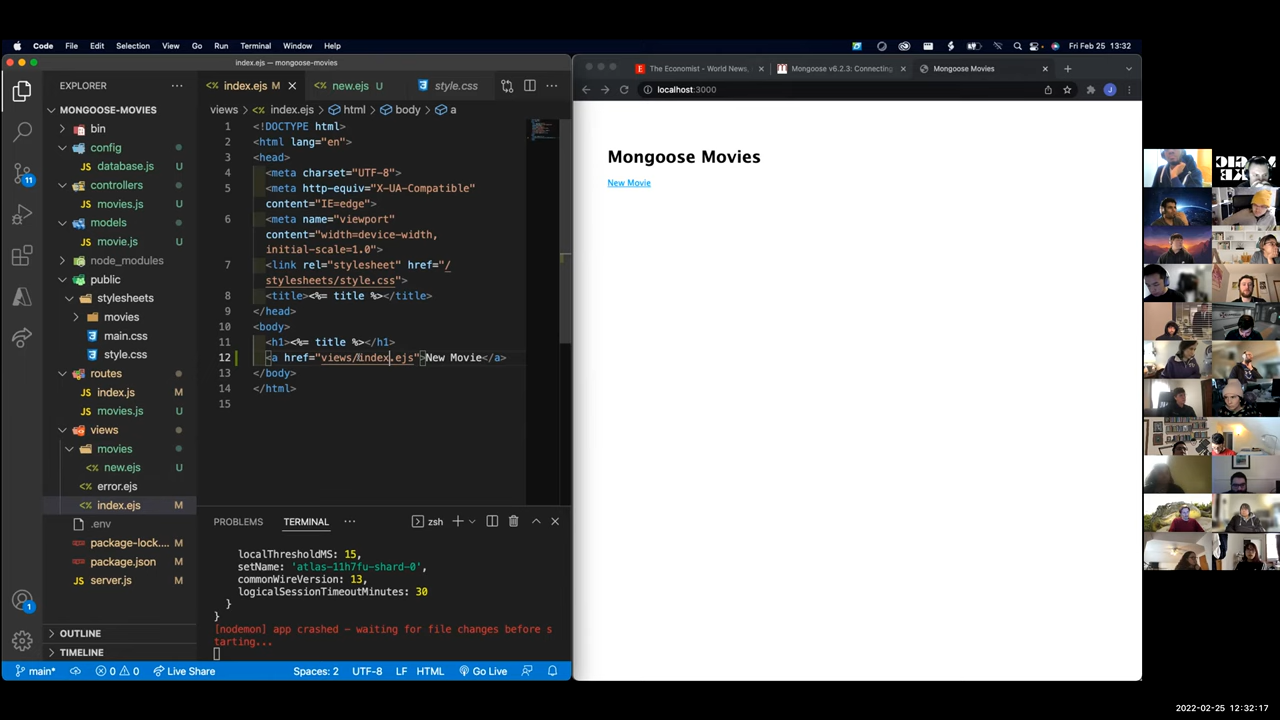 Code File Edit Selection View Go Run Terminal Window Help
Fri Feb 25 13:32
index.ejs — mongoose-movies
EXPLORER
MONGOOSE-MOVIES
bin
config
database.js U
controllers
movies.js U
models
movie.js U
node_modules
public
stylesheets
movies
main.css
style.css
routes
index.js M
movies.js U
views
movies
new.ejs U
error.ejs
index.ejs M
.env
package-lock.... M
package.json M
server.js M
OUTLINE
TIMELINE
11
1
index.ejs M
new.ejs U
style.css
views > index.ejs > html > body > a
1 <!DOCTYPE html>
2 <html lang="en">
3 <head>
4 <meta charset="UTF-8">
5 <meta http-equiv="X-UA-Compatible"
content="IE=edge">
6 <meta name="viewport"
content="width=device-width,
initial-scale=1.0">
7 <link rel="stylesheet" href="/
stylesheets/style.css">
8 <title><%= title %></title>
9 </head>
10 <body>
11 <h1><%= title %></h1>
12 <a href="views/index.ejs">New Movie</a>
13 </body>
14 </html>
15
PROBLEMS TERMINAL ··· zsh
localThresholdMS: 15,
setName: 'atlas-11h7fu-shard-0',
commonWireVersion: 13,
logicalSessionTimeoutMinutes: 30
}
}
[nodemon] app crashed – waiting for file changes before s
tarting...
main* 0 0 Live Share Spaces: 2 UTF-8 LF HTML Go Live
The Economist - World News,
Mongoose v6.2.3: Connecting
Mongoose Movies
localhost:3000
J
Mongoose Movies
New Movie
2022-02-25 12:32:17